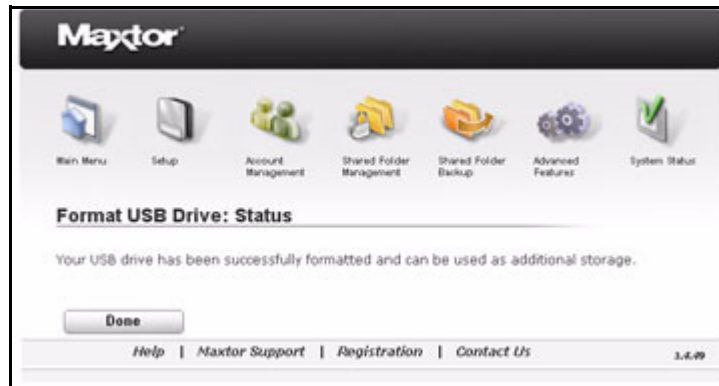 Maxtor
Main Menu
Setup
Account Management
Shared Folder Management
Shared Folder Backup
Advanced Features
System Status
Format USB Drive: Status
Your USB drive has been successfully formatted and can be used as additional storage.
Done
Help | Maxtor Support | Registration | Contact Us